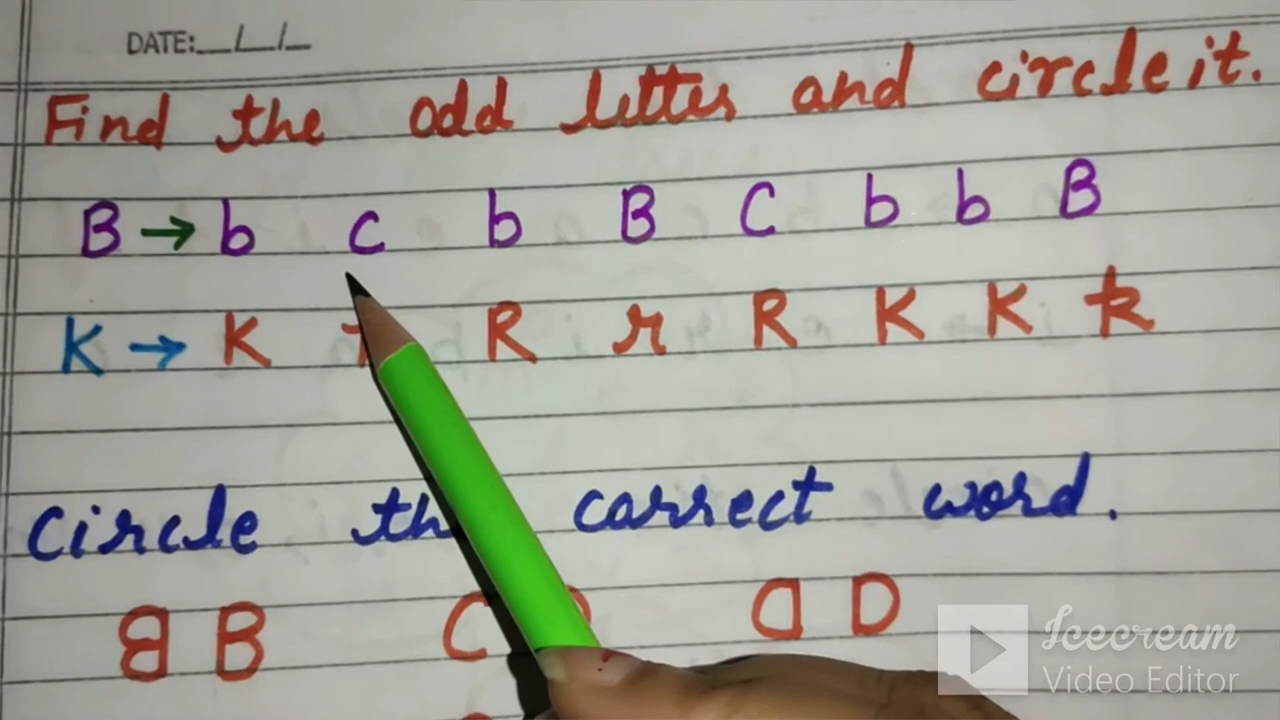 DATE:__/__/__
Find the odd letter and circle it.
B → b c b B C b b B
K → K R r R K K k
Circle the correct word.
B B C D D
Icecream
Video Editor